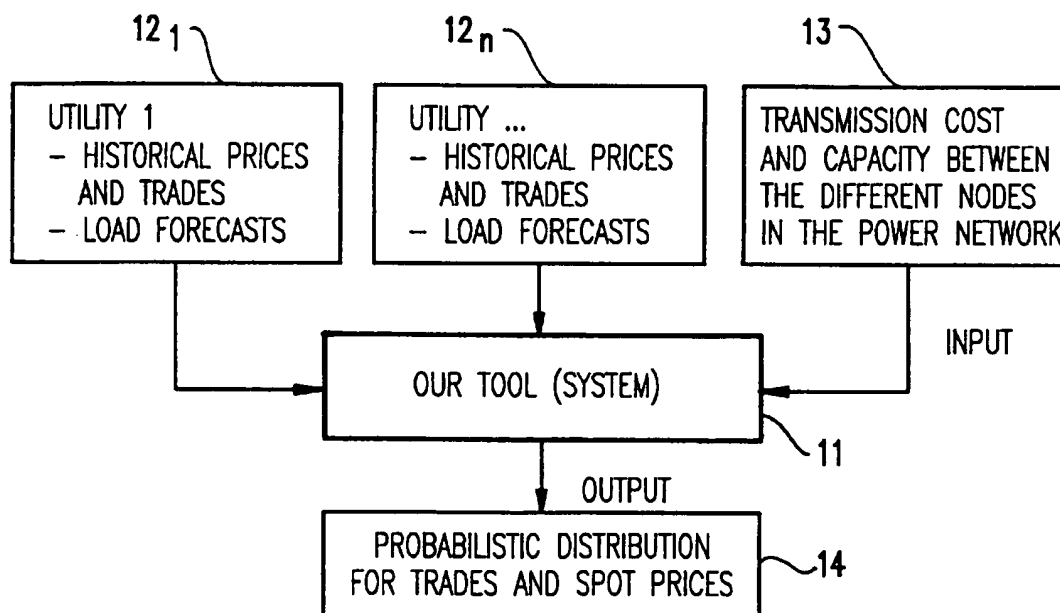 12 1
12 n
13
UTILITY 1
– HISTORICAL PRICES
AND TRADES
– LOAD FORECASTS
UTILITY ...
– HISTORICAL PRICES
AND TRADES
– LOAD FORECASTS
TRANSMISSION COST
AND CAPACITY BETWEEN
THE DIFFERENT NODES
IN THE POWER NETWORK
INPUT
OUR TOOL (SYSTEM)
11
OUTPUT
PROBABILISTIC DISTRIBUTION
FOR TRADES AND SPOT PRICES
14